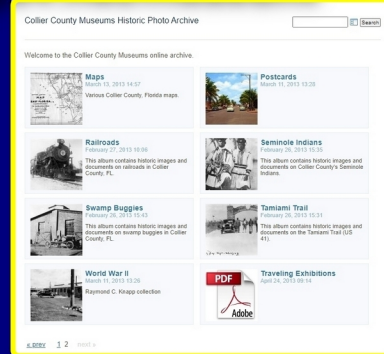 Collier County Museums Historic Photo Archive
Search
Welcome to the Collier County Museums online archive.
Maps
March 13, 2013 14:57
Various Collier County, Florida maps.
Postcards
March 11, 2013 13:28
Railroads
February 27, 2013 10:06
This album contains historic images and
documents on railroads in Collier
County, FL.
Seminole Indians
February 26, 2013 15:35
This album contains historic images and
documents on Collier County's Seminole
Indians.
Swamp Buggies
February 26, 2013 15:43
This album contains historic images and
documents on swamp buggies in Collier
County, FL.
Tamiami Trail
February 26, 2013 15:31
This album contains historic images and
documents on the Tamiami Trail (US
41).
World War II
March 11, 2013 13:26
Raymond C. Knapp collection
PDF
Adobe
Traveling Exhibitions
April 24, 2013 09:14
« prev 1 2 next »